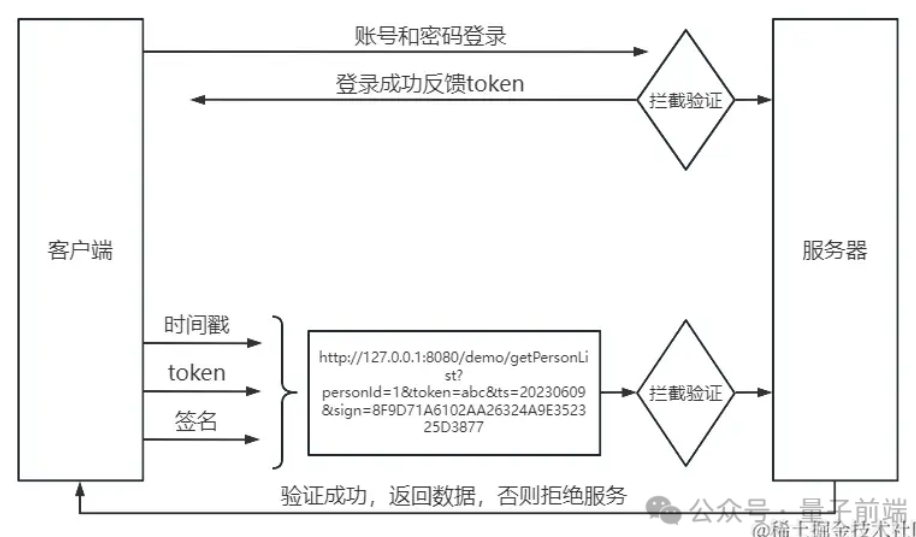 账号和密码登录
登录成功反馈token
拦截验证
客户端
服务器
时间戳
token
签名
http://127.0.0.1:8080/demo/getPersonLi
st?
personId=1&token=abc&ts=20230609
&sign=8F9D71A6102AA26324A9E3523
25D3877
拦截验证
验证成功，返回数据，否则拒绝服务
公众号·量子前端
@稀土掘金技术社